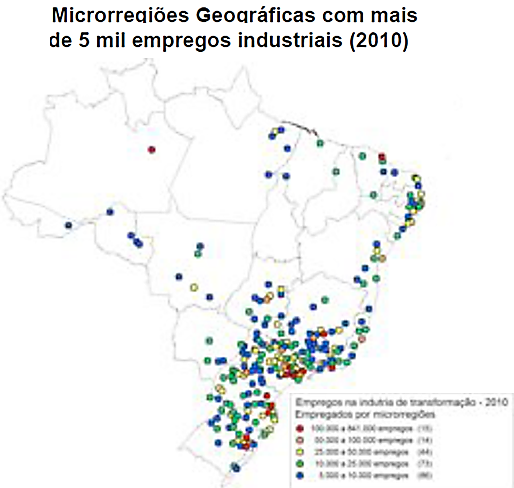 Microrregiões Geográficas com mais
de 5 mil empregos industriais (2010)
Empregos na indutria de transformação - 2010
Empregados por microrregiões
100.000 a 841.000 empregos (15)
50.000 a 100.000 empregos (14)
25.000 a 50.000 empregos (44)
10.000 a 25.000 empregos (73)
5.000 a 10.000 empregos (86)